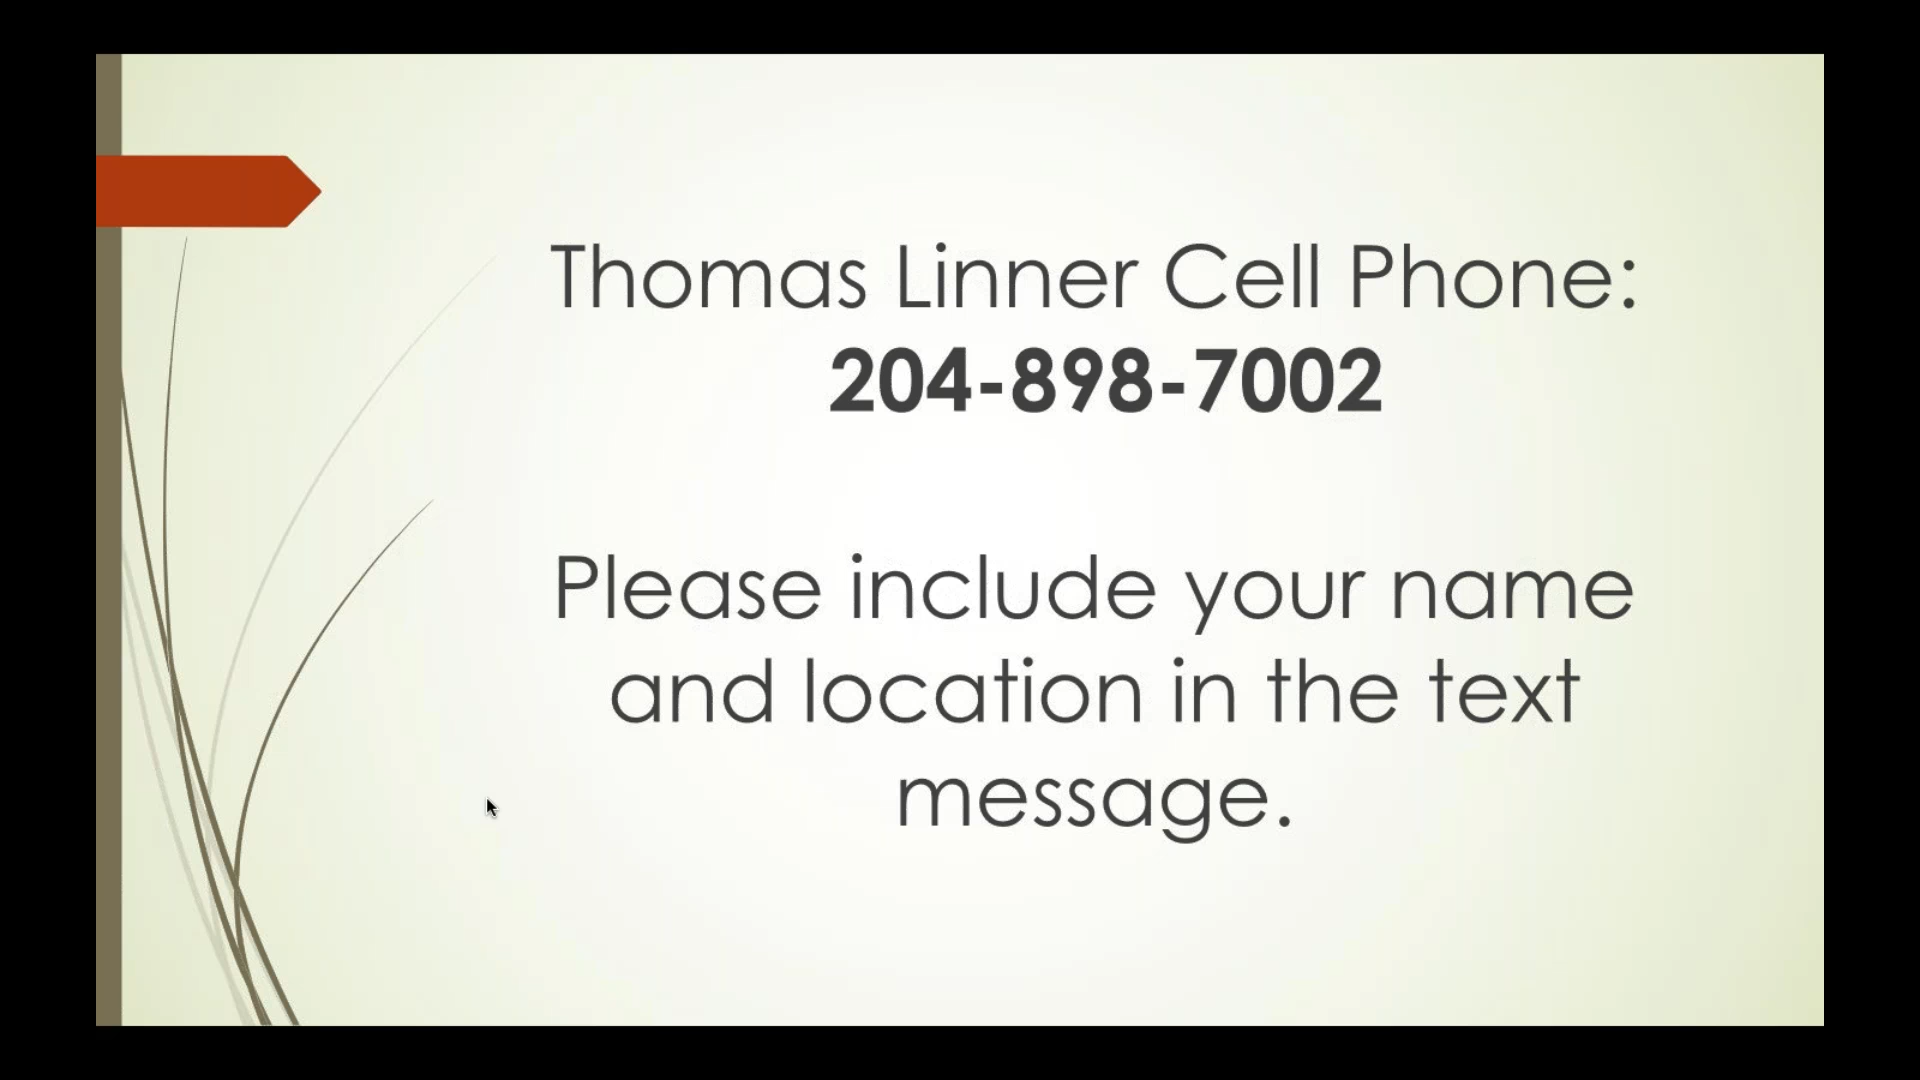 Thomas Linner Cell Phone:
204-898-7002
Please include your name
and location in the text
message.